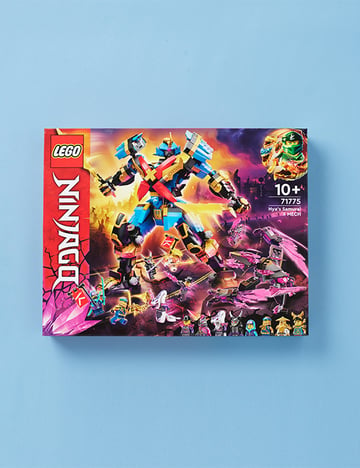 LEGO
NINJAGO
10+
71775
Nya's Samurai
X MECH